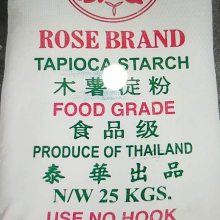 ROSE BRAND
TAPIOCA STARCH
木薯淀粉
FOOD GRADE
食品级
PRODUCE OF THAILAND
泰華出品
N/W 25 KGS.
USE NO HOOK